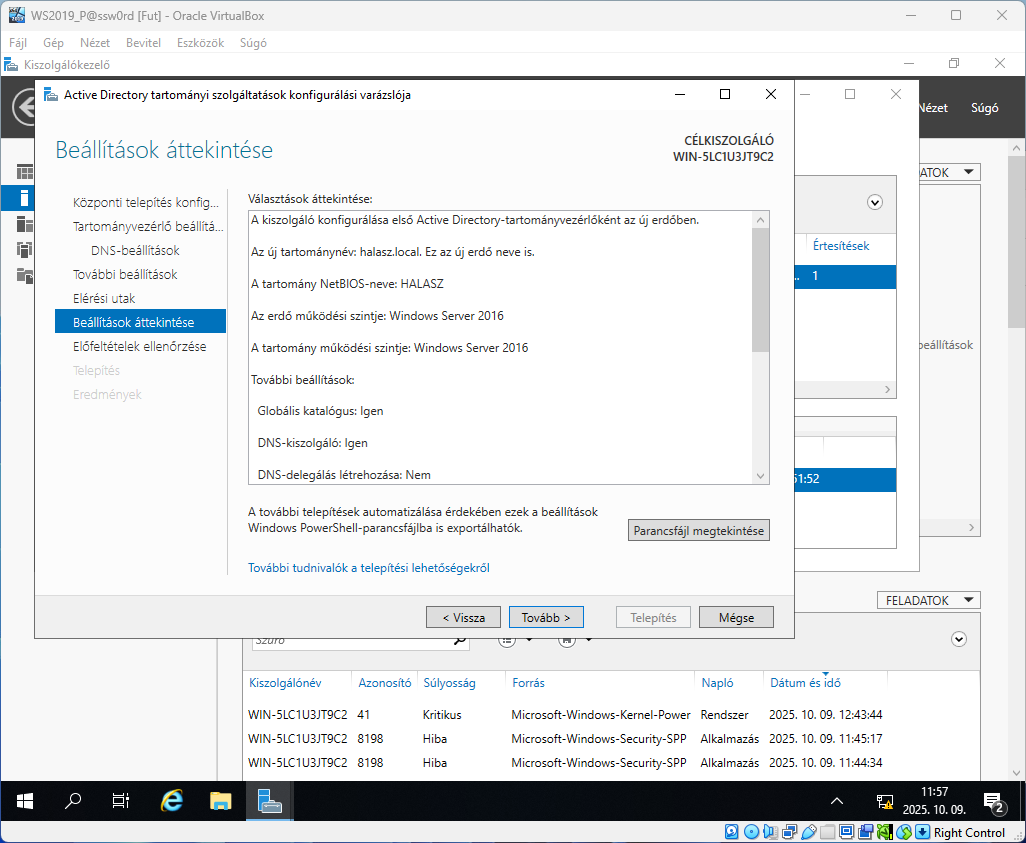 WS2019_P@ssw0rd [Fut] - Oracle VirtualBox
Fájl Gép Nézet Bevitel Eszközök Súgó
Kiszolgálókezelő
Nézet Súgó
Active Directory tartományi szolgáltatások konfigurálási varázslója
Beállítások áttekintése
CÉLKISZOLGÁLÓ
WIN-5LC1U3JT9C2
Központi telepítés konfig...
Tartományvezérlő beállítá...
DNS-beállítások
További beállítások
Elérési utak
Beállítások áttekintése
Előfeltételek ellenőrzése
Telepítés
Eredmények
Választások áttekintése:
A kiszolgáló konfigurálása első Active Directory-tartományvezérlőként az új erdőben.
Az új tartománynév: halasz.local. Ez az új erdő neve is.
A tartomány NetBIOS-neve: HALASZ
Az erdő működési szintje: Windows Server 2016
A tartomány működési szintje: Windows Server 2016
További beállítások:
Globális katalógus: Igen
DNS-kiszolgáló: Igen
DNS-delegálás létrehozása: Nem
A további telepítések automatizálása érdekében ezek a beállítások
Windows PowerShell-parancsfájlba is exportálhatók.
Parancsfájl megtekintése
További tudnivalók a telepítési lehetőségekről
< Vissza Tovább > Telepítés Mégse
ATOK
Értesítések
... 1
beállítások
51:52
FELADATOK
Szűrő
Kiszolgálónév Azonosító Súlyosság Forrás Napló Dátum és idő
WIN-5LC1U3JT9C2 41 Kritikus Microsoft-Windows-Kernel-Power Rendszer 2025. 10. 09. 12:43:44
WIN-5LC1U3JT9C2 8198 Hiba Microsoft-Windows-Security-SPP Alkalmazás 2025. 10. 09. 11:45:17
WIN-5LC1U3JT9C2 8198 Hiba Microsoft-Windows-Security-SPP Alkalmazás 2025. 10. 09. 11:44:34
11:57
2025. 10. 09.
2
Right Control